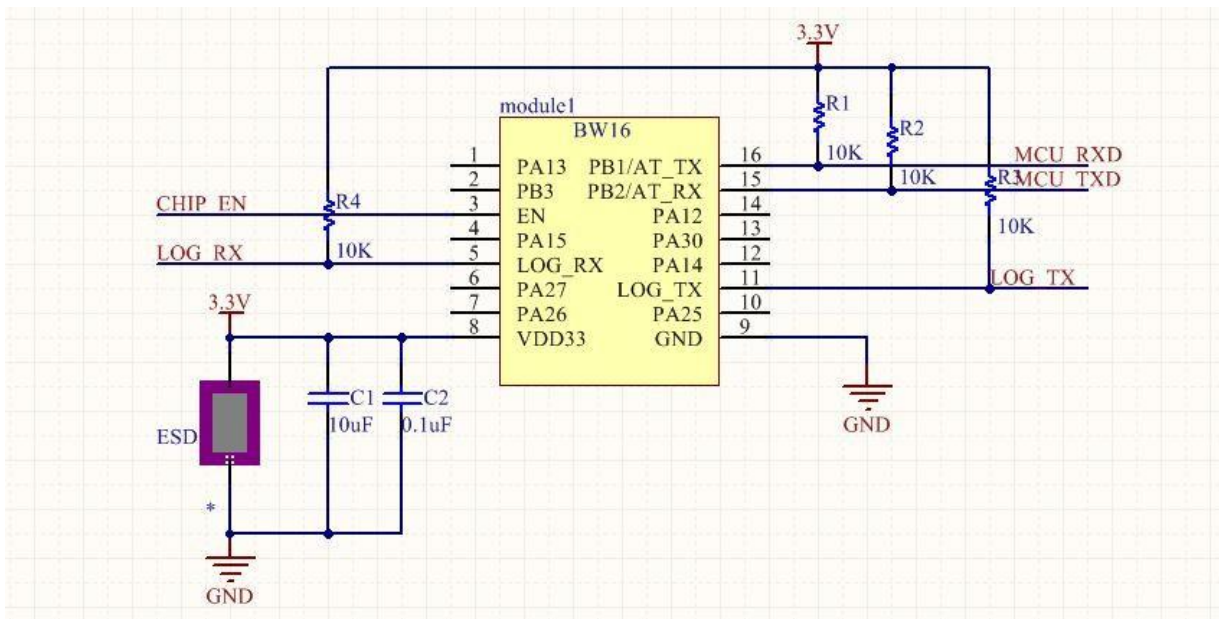 3.3V
module1
BW16
R1
10K
R2
10K
R3
10K
R4
10K
CHIP_EN
LOG_RX
MCU_RXD
MCU_TXD
LOG_TX
1 PA13 PB1/AT_TX 16
2 PB3 PB2/AT_RX 15
3 EN PA12 14
4 PA15 PA30 13
5 LOG_RX PA14 12
6 PA27 LOG_TX 11
7 PA26 PA25 10
8 VDD33 GND 9
3.3V
ESD
*
C1
10uF
C2
0.1uF
GND
GND